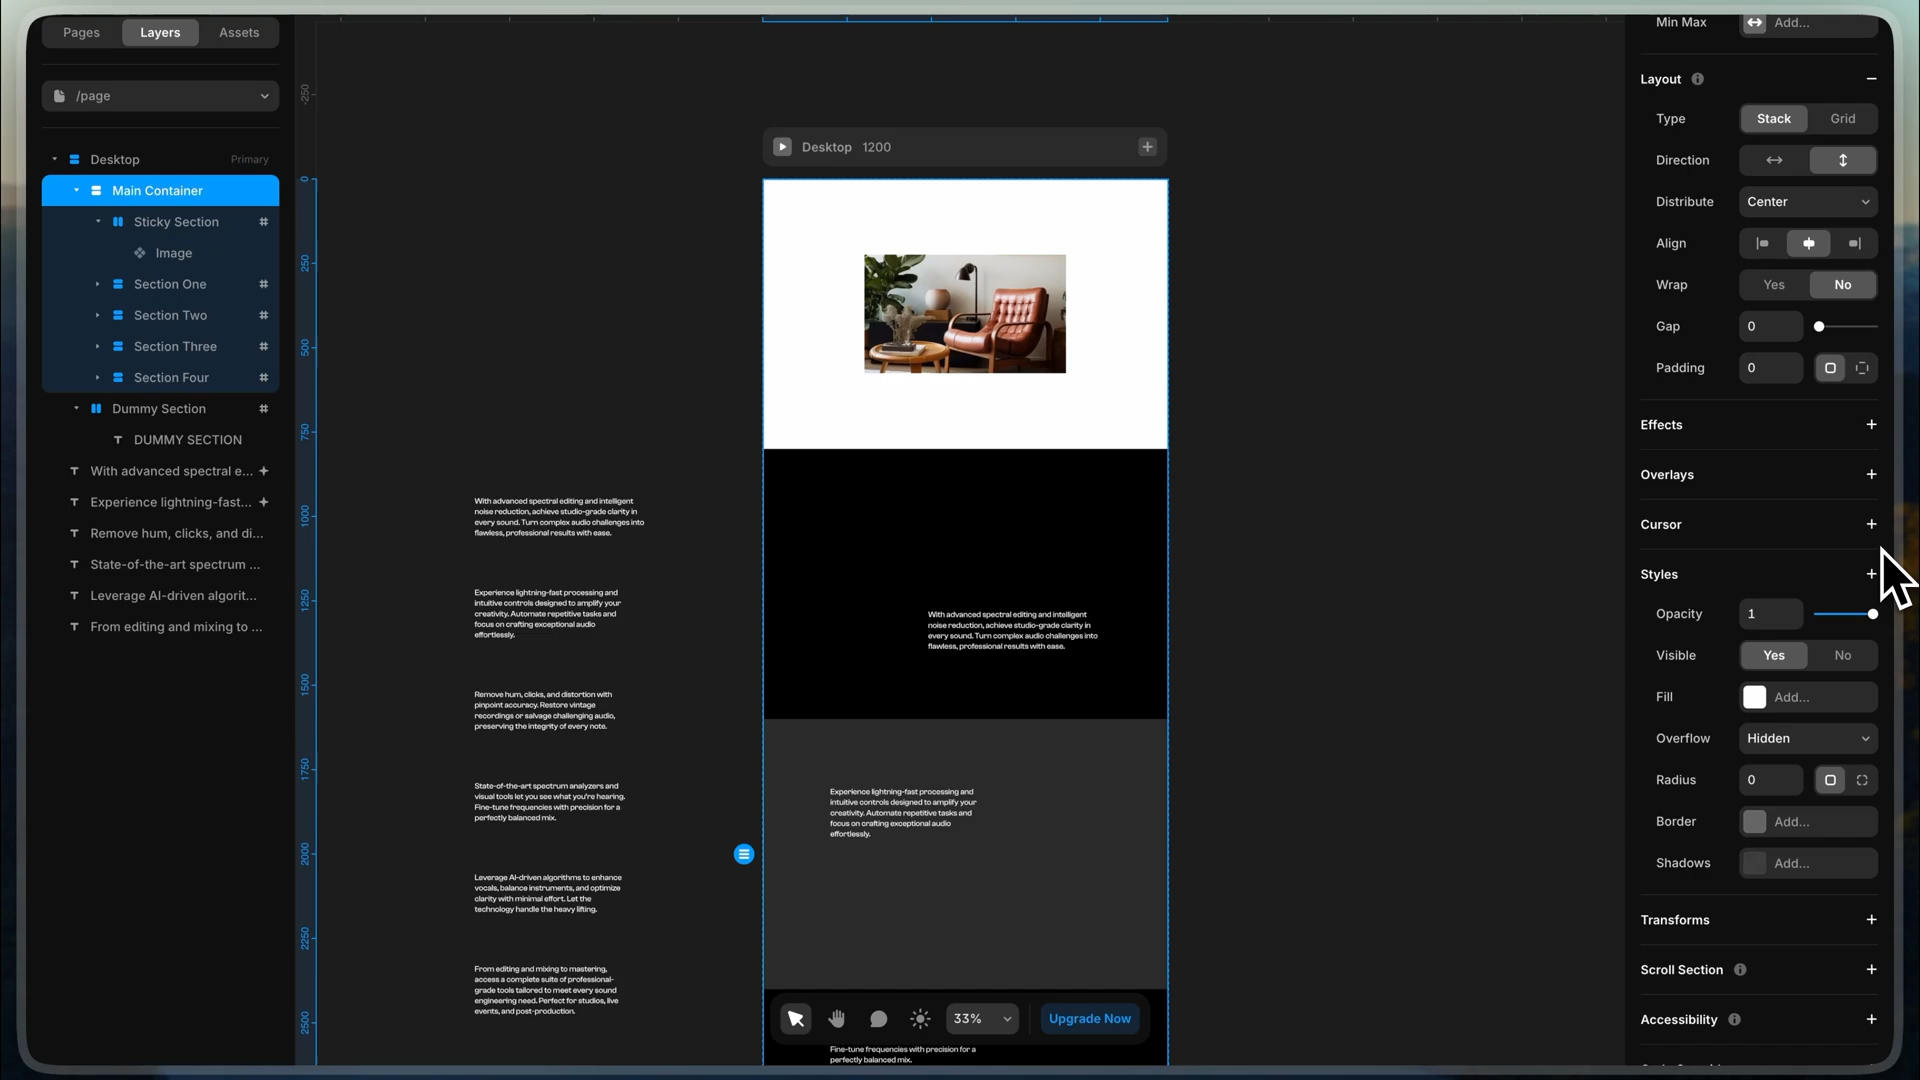 Pages
Layers
Assets
/page
Desktop
Primary
Main Container
Sticky Section
Image
Section One
Section Two
Section Three
Section Four
Dummy Section
DUMMY SECTION
With advanced spectral e...
Experience lightning-fast...
Remove hum, clicks, and di...
State-of-the-art spectrum ...
Leverage AI-driven algorit...
From editing and mixing to ...
-250
0
250
500
750
1000
1250
1500
1750
2000
2250
2500
With advanced spectral editing and intelligent
noise reduction, achieve studio-grade clarity in
every sound. Turn complex audio challenges into
flawless, professional results with ease.
Experience lightning-fast processing and
intuitive controls designed to amplify your
creativity. Automate repetitive tasks and
focus on crafting exceptional audio
effortlessly.
Remove hum, clicks, and distortion with
pinpoint accuracy. Restore vintage
recordings or salvage challenging audio,
preserving the integrity of every note.
State-of-the-art spectrum analyzers and
visual tools let you see what you're hearing.
Fine-tune frequencies with precision for a
perfectly balanced mix.
Leverage AI-driven algorithms to enhance
vocals, balance instruments, and optimize
clarity with minimal effort. Let the
technology handle the heavy lifting.
From editing and mixing to mastering,
access a complete suite of professional-
grade tools tailored to meet every sound
engineering need. Perfect for studios, live
events, and post-production.
Desktop 1200
With advanced spectral editing and intelligent
noise reduction, achieve studio-grade clarity in
every sound. Turn complex audio challenges into
flawless, professional results with ease.
Experience lightning-fast processing and
intuitive controls designed to amplify your
creativity. Automate repetitive tasks and
focus on crafting exceptional audio
effortlessly.
33%
Upgrade Now
Fine-tune frequencies with precision for a
perfectly balanced mix.
Min Max
Add...
Layout
Type
Stack
Grid
Direction
Distribute
Center
Align
Wrap
Yes
No
Gap
0
Padding
0
Effects
Overlays
Cursor
Styles
Opacity
1
Visible
Yes
No
Fill
Add...
Overflow
Hidden
Radius
0
Border
Add...
Shadows
Add...
Transforms
Scroll Section
Accessibility